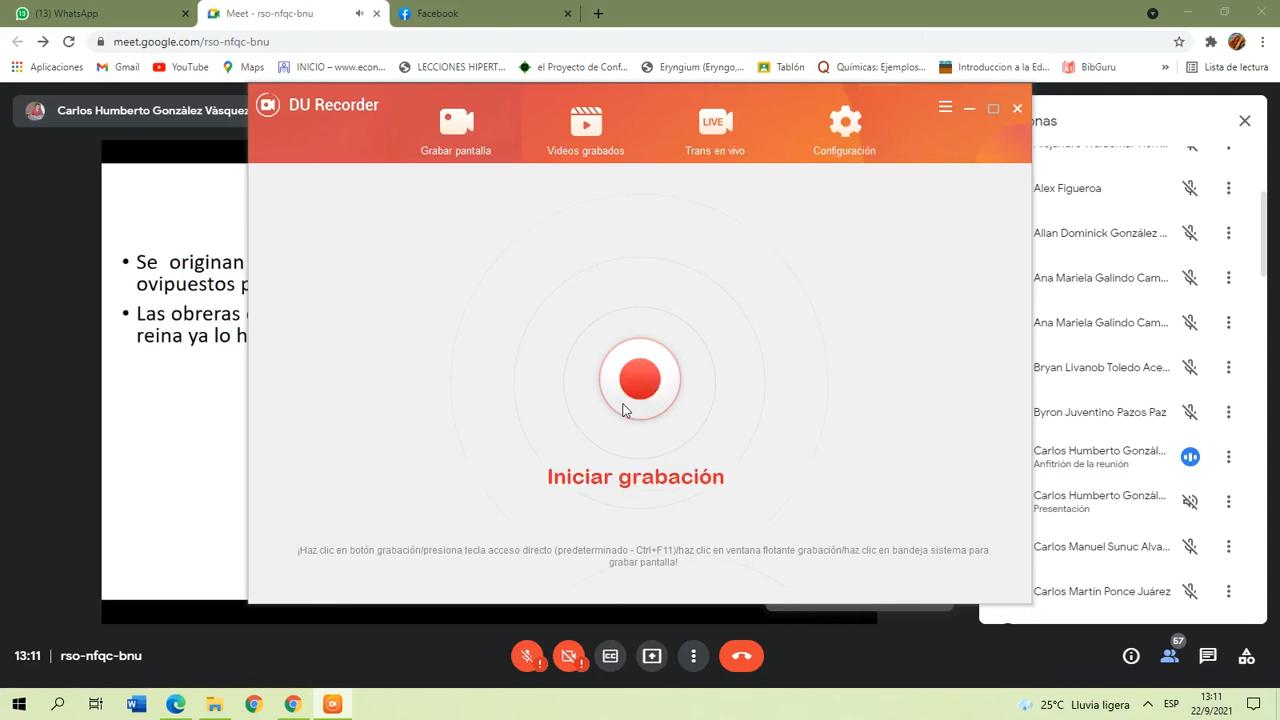 (13) WhatsApp
Meet - rso-nfqc-bnu
Facebook
meet.google.com/rso-nfqc-bnu
Aplicaciones
Gmail
YouTube
Maps
INICIO – www.econ...
LECCIONES HIPERT...
el Proyecto de Conf...
Eryngium (Eryngo,...
Tablón
Químicas: Ejemplos...
Introduccion a la Ed...
BibGuru
»
Lista de lectura
Carlos Humberto Gonzàlez Vàsquez
DU Recorder
Grabar pantalla
Videos grabados
LIVE
Trans en vivo
Configuración
onas
Alex Figueroa
Allan Dominick González ...
Ana Mariela Galindo Cam...
Ana Mariela Galindo Cam...
Bryan Livanob Toledo Ace...
Byron Juventino Pazos Paz
Carlos Humberto Gonzàl...
Anfitrión de la reunión
Carlos Humberto Gonzàl...
Presentación
Carlos Manuel Sunuc Alva...
Carlos Martín Ponce Juárez
• Se originan
ovipuestos p
• Las obreras
reina ya lo h
Iniciar grabación
¡Haz clic en botón grabación/presiona tecla acceso directo (predeterminado - Ctrl+F11)/haz clic en ventana flotante grabación/haz clic en bandeja sistema para
grabar pantalla!
13:11 | rso-nfqc-bnu
CC
57
25°C Lluvia ligera
ESP
13:11
22/9/2021